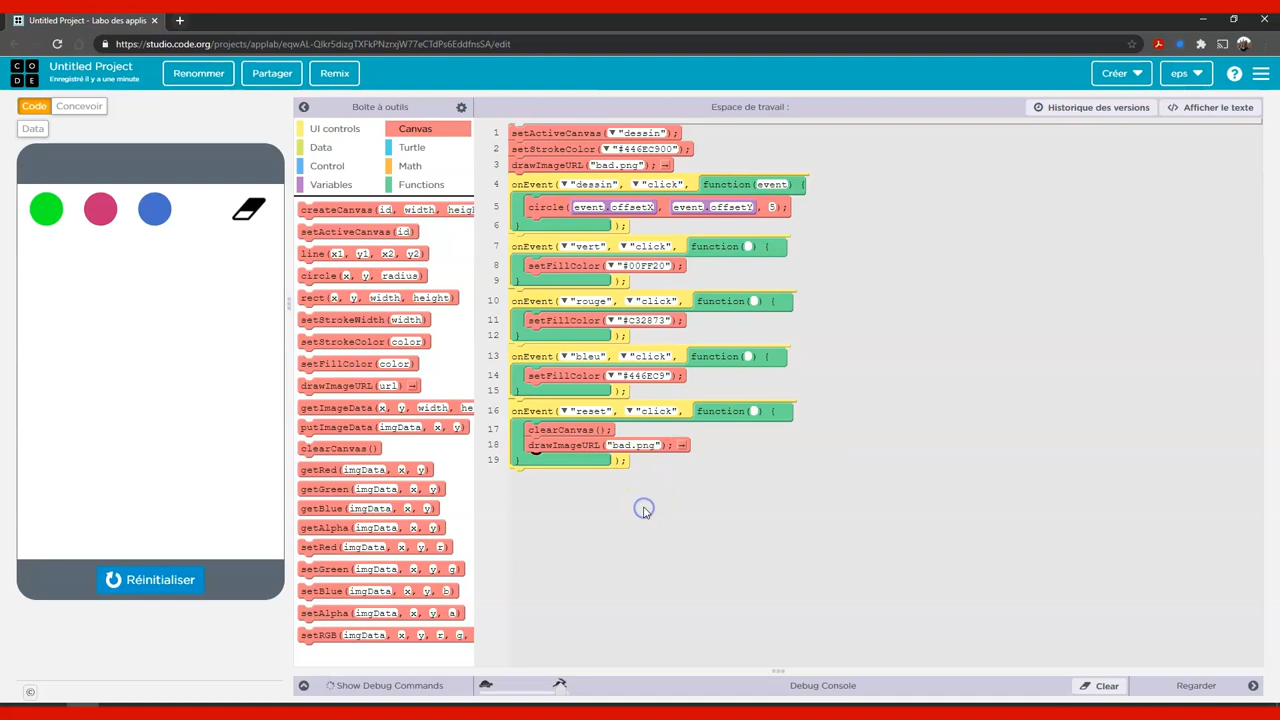 Untitled Project - Labo des applis
https://studio.code.org/projects/applab/eqwAL-QIkr5dizgTXFkPNzrxjW77eCTdPs6EddfnsSA/edit
CODE
Untitled Project
Enregistré il y a une minute
Renommer
Partager
Remix
Créer
eps
Code
Concevoir
Data
Boîte à outils
Espace de travail :
Historique des versions
Afficher le texte
UI controls
Canvas
Data
Turtle
Control
Math
Variables
Functions
createCanvas(id, width, heigh
setActiveCanvas(id)
line(x1, y1, x2, y2)
circle(x, y, radius)
rect(x, y, width, height)
setStrokeWidth(width)
setStrokeColor(color)
setFillColor(color)
drawImageURL(url)
getImageData(x, y, width, he
putImageData(imgData, x, y)
clearCanvas()
getRed(imgData, x, y)
getGreen(imgData, x, y)
getBlue(imgData, x, y)
getAlpha(imgData, x, y)
setRed(imgData, x, y, r)
setGreen(imgData, x, y, g)
setBlue(imgData, x, y, b)
setAlpha(imgData, x, y, a)
setRGB(imgData, x, y, r, g,
1 setActiveCanvas("dessin");
2 setStrokeColor("#446EC900");
3 drawImageURL("bad.png");
4 onEvent("dessin", "click", function(event) {
5 circle(event.offsetX, event.offsetY, 5);
6 } );
7 onEvent("vert", "click", function( ) {
8 setFillColor("#00FF20");
9 } );
10 onEvent("rouge", "click", function( ) {
11 setFillColor("#C32873");
12 } );
13 onEvent("bleu", "click", function( ) {
14 setFillColor("#446EC9");
15 } );
16 onEvent("reset", "click", function( ) {
17 clearCanvas();
18 drawImageURL("bad.png");
19 } );
Réinitialiser
©
Show Debug Commands
Debug Console
Clear
Regarder